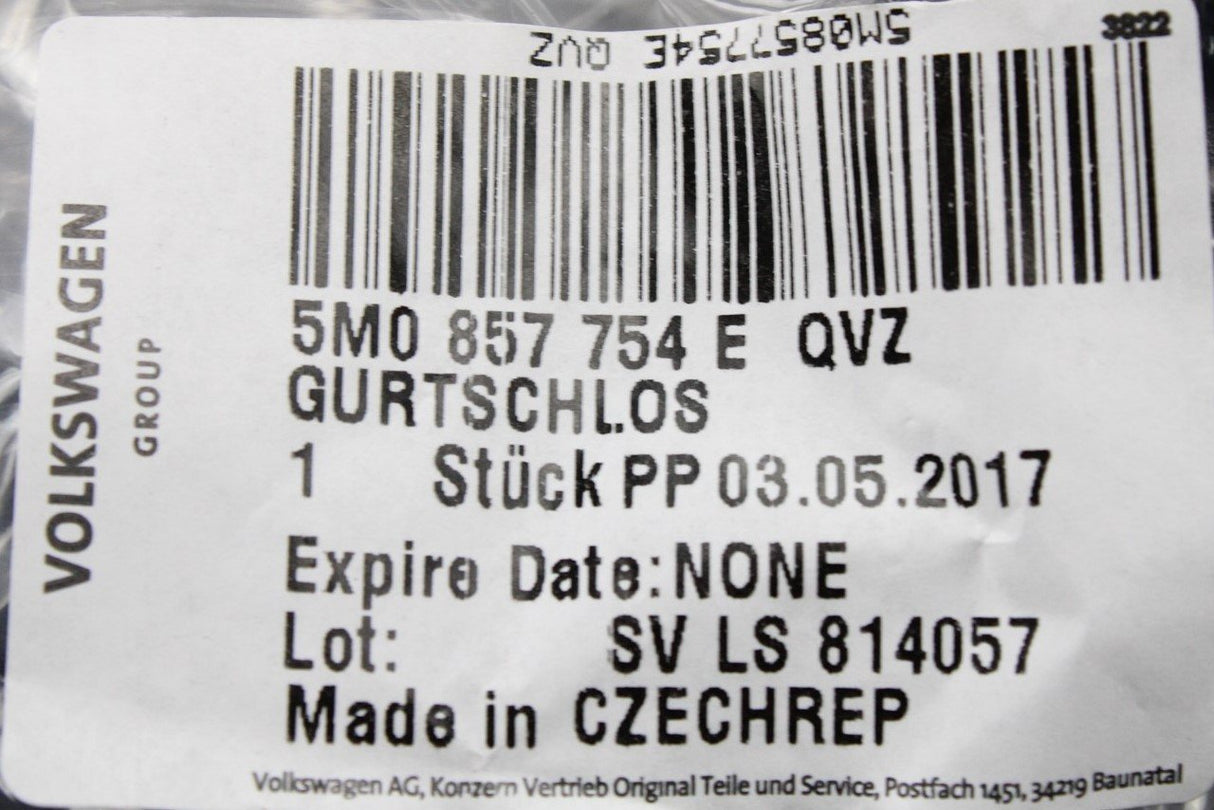 5M0857754E QVZ
3822
VOLKSWAGEN
GROUP
5M0 857 754 E QVZ
GURTSCHLOS
1 Stück PP 03.05.2017
Expire Date:NONE
Lot: SV LS 814057
Made in CZECHREP
Volkswagen AG, Konzern Vertrieb Original Teile und Service, Postfach 1451, 34219 Baunatal